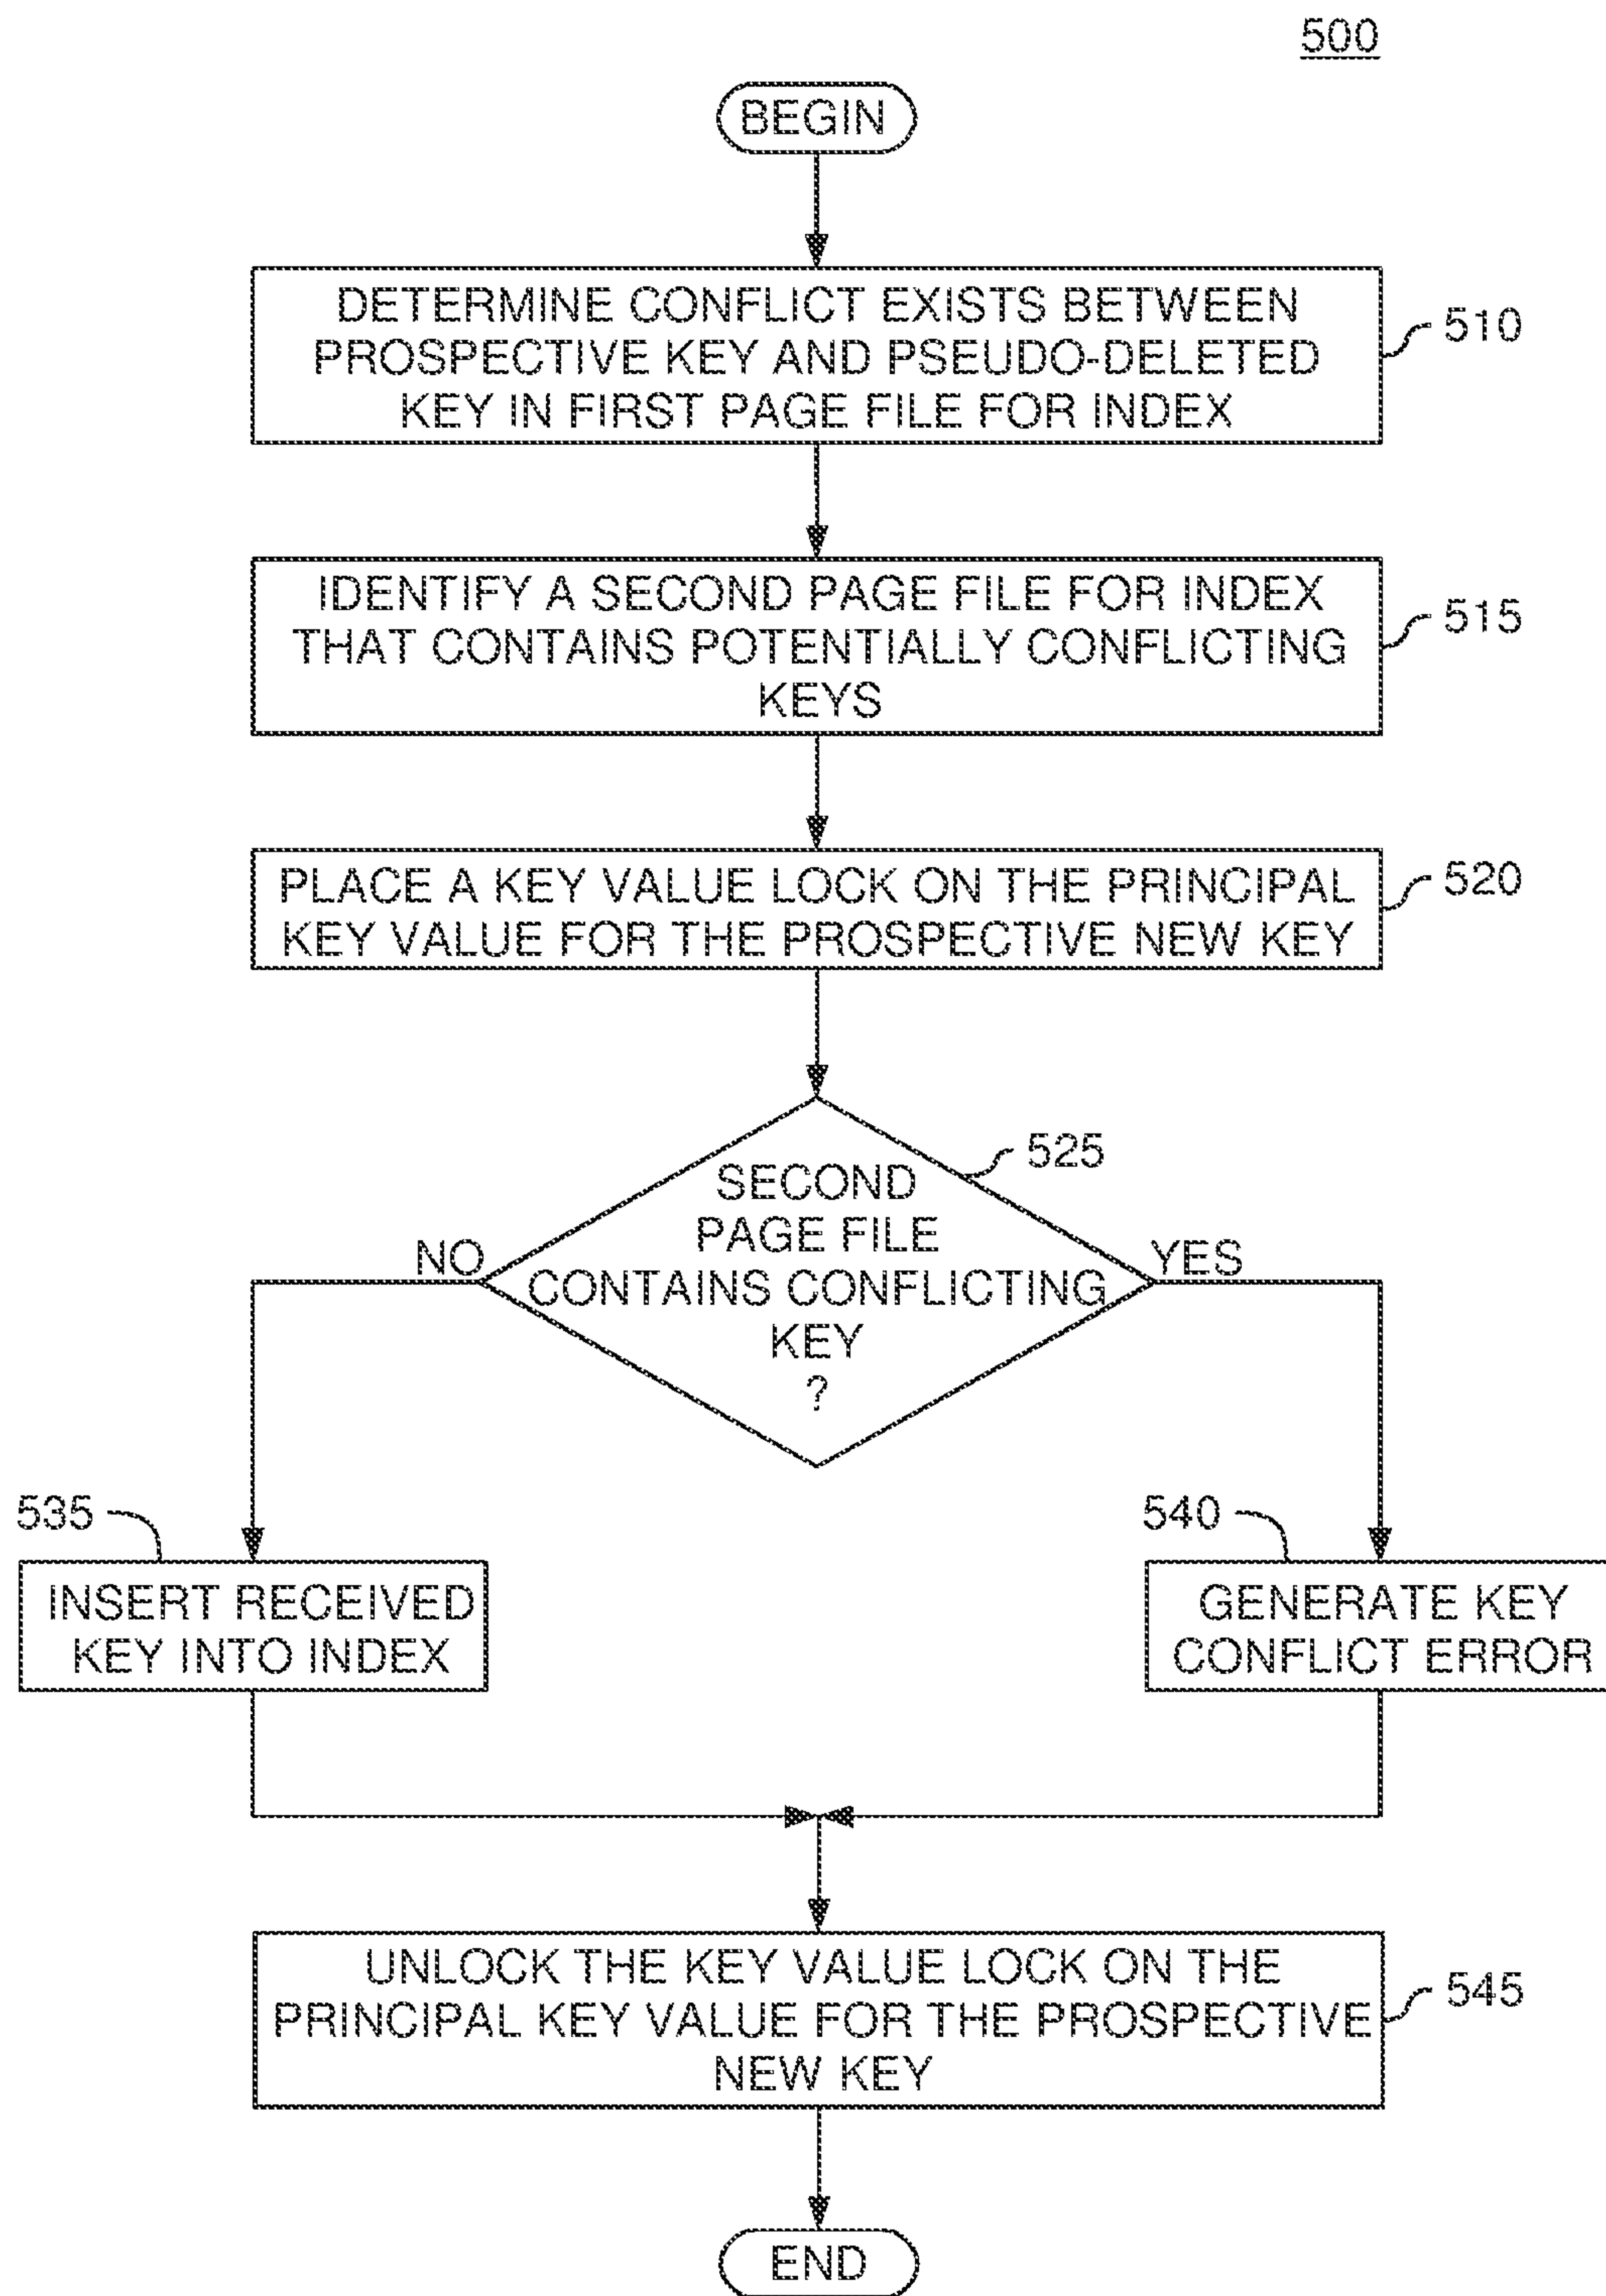 500
BEGIN
DETERMINE CONFLICT EXISTS BETWEEN
PROSPECTIVE KEY AND PSEUDO-DELETED
KEY IN FIRST PAGE FILE FOR INDEX
510
IDENTIFY A SECOND PAGE FILE FOR INDEX
THAT CONTAINS POTENTIALLY CONFLICTING
KEYS
515
PLACE A KEY VALUE LOCK ON THE PRINCIPAL
KEY VALUE FOR THE PROSPECTIVE NEW KEY
520
SECOND
PAGE FILE
CONTAINS CONFLICTING
KEY
?
525
NO
YES
535
INSERT RECEIVED
KEY INTO INDEX
540
GENERATE KEY
CONFLICT ERROR
UNLOCK THE KEY VALUE LOCK ON THE
PRINCIPAL KEY VALUE FOR THE PROSPECTIVE
NEW KEY
545
END